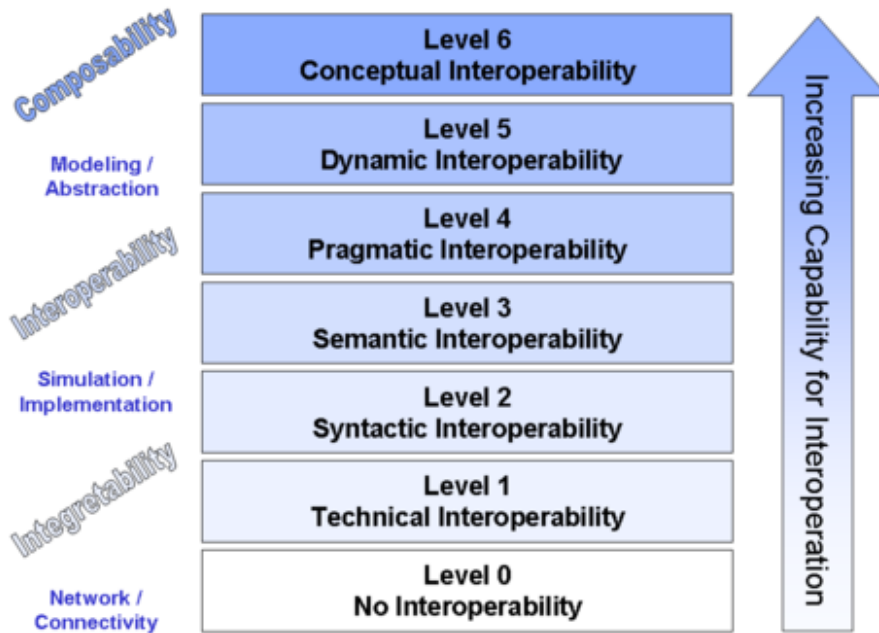 Composability
Modeling /
Abstraction
Interoperability
Simulation /
Implementation
Integretability
Network /
Connectivity
Level 6
Conceptual Interoperability
Level 5
Dynamic Interoperability
Level 4
Pragmatic Interoperability
Level 3
Semantic Interoperability
Level 2
Syntactic Interoperability
Level 1
Technical Interoperability
Level 0
No Interoperability
Increasing Capability for Interoperation